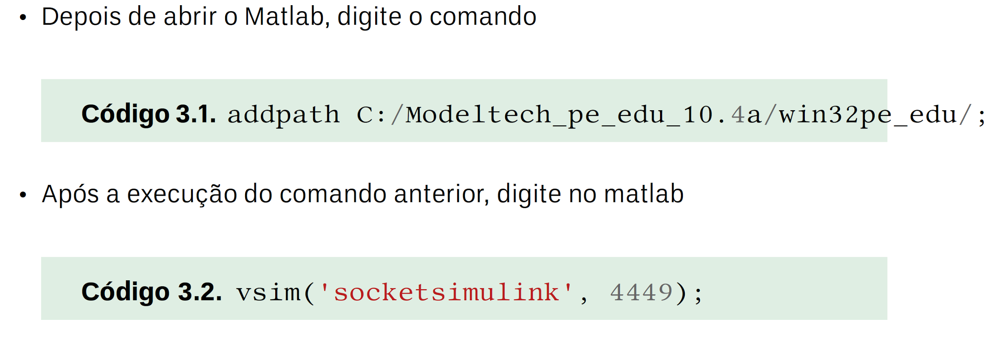 • Depois de abrir o Matlab, digite o comando
Código 3.1. addpath C:/Modeltech_pe_edu_10.4a/win32pe_edu/;
• Após a execução do comando anterior, digite no matlab
Código 3.2. vsim('socketsimulink', 4449);